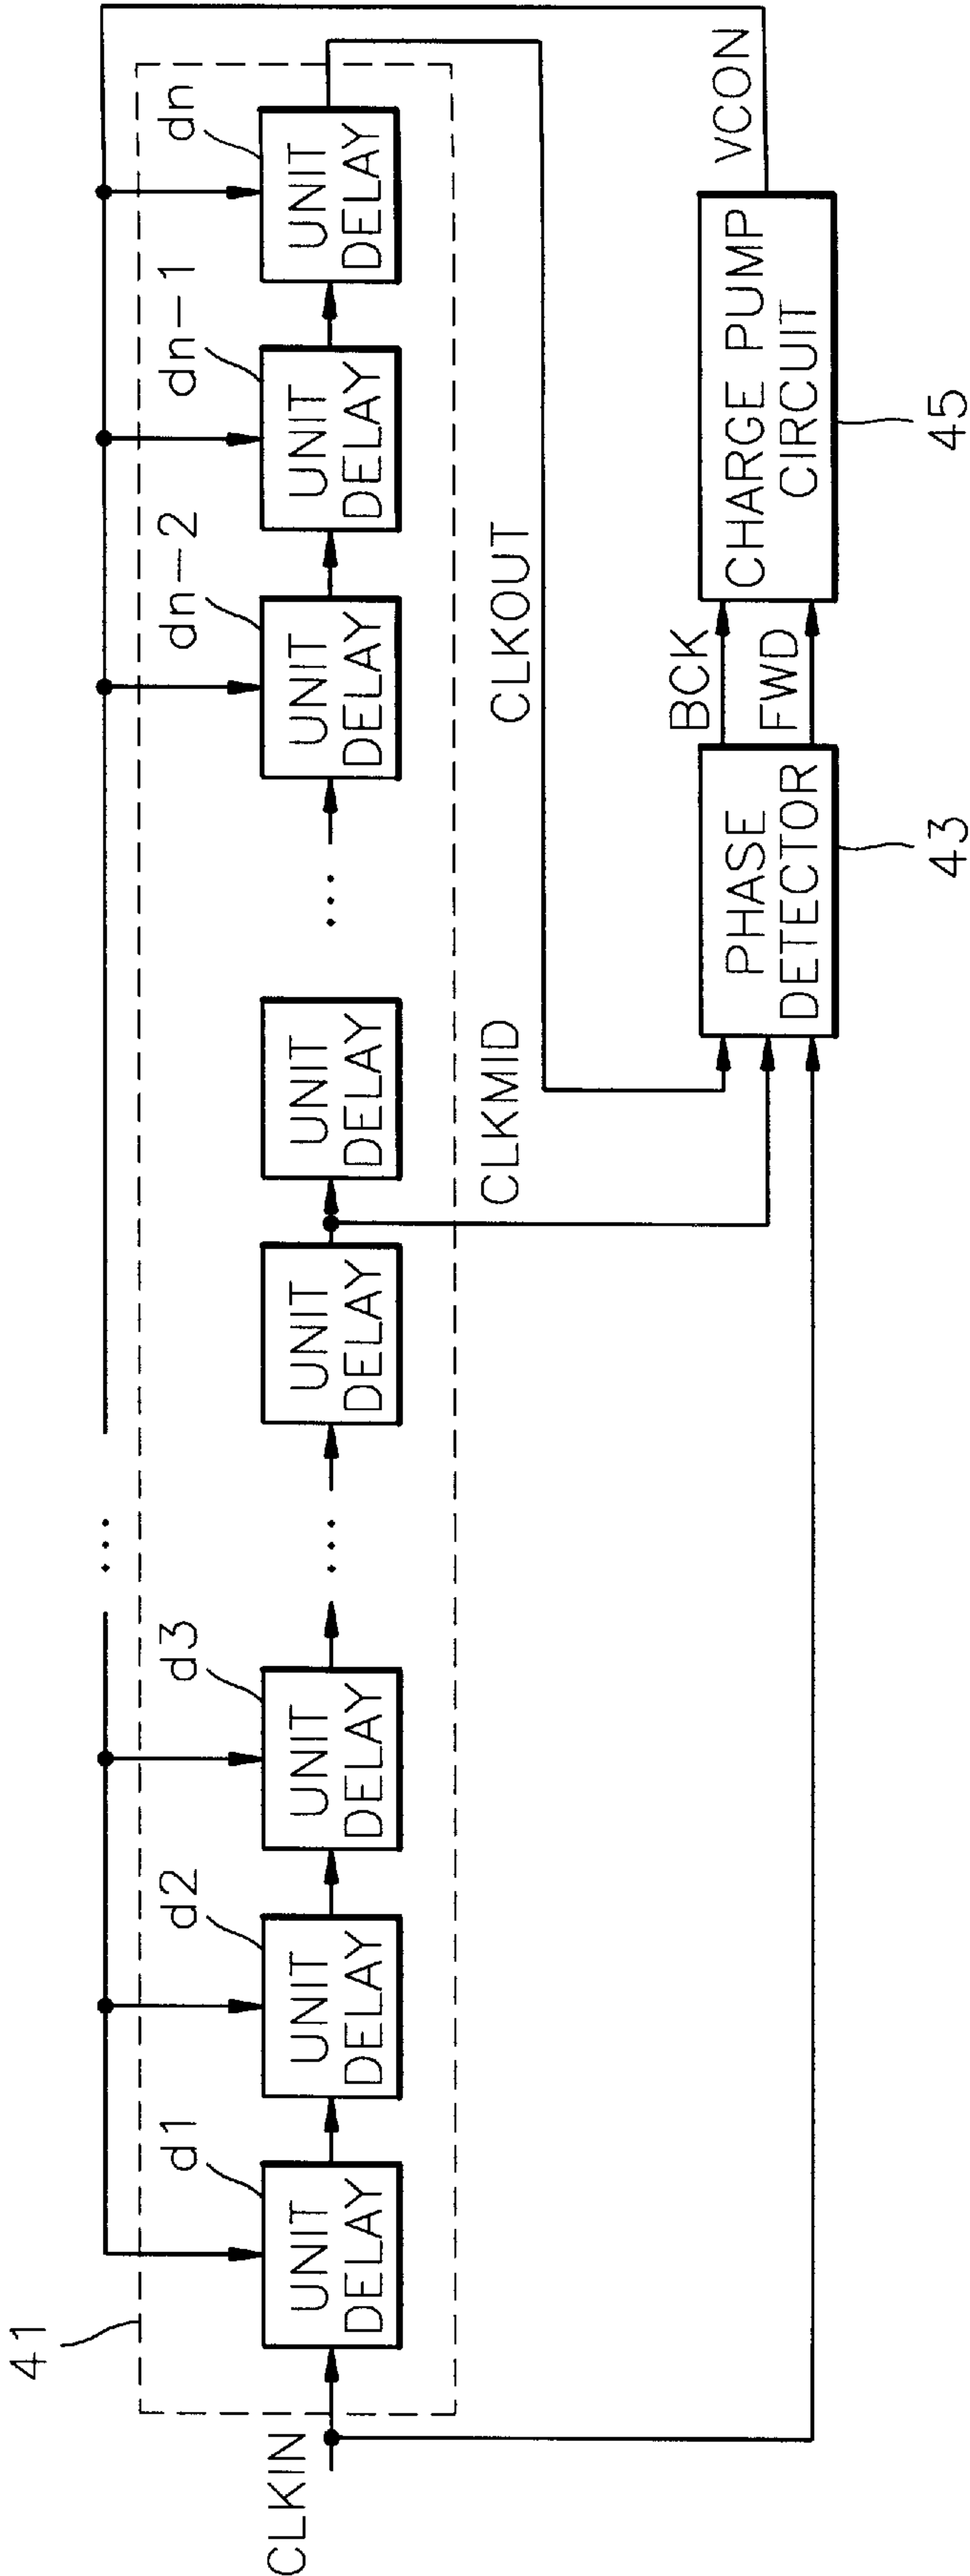 41
d1
d2
d3
dn-2
dn-1
dn
CLKIN
UNIT
DELAY
UNIT
DELAY
UNIT
DELAY
...
...
UNIT
DELAY
UNIT
DELAY
...
UNIT
DELAY
UNIT
DELAY
UNIT
DELAY
CLKMID
CLKOUT
PHASE
DETECTOR
43
BCK
FWD
CHARGE PUMP
CIRCUIT
45
VCON